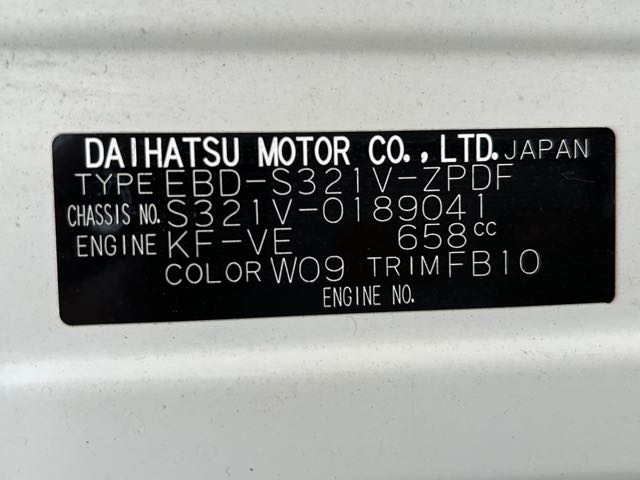 DAIHATSU MOTOR CO.,LTD. JAPAN
TYPE EBD-S321V-ZPDF
CHASSIS NO. S321V-0189041
ENGINE KF-VE 658cc
COLOR W09 TRIM FB10
ENGINE NO.